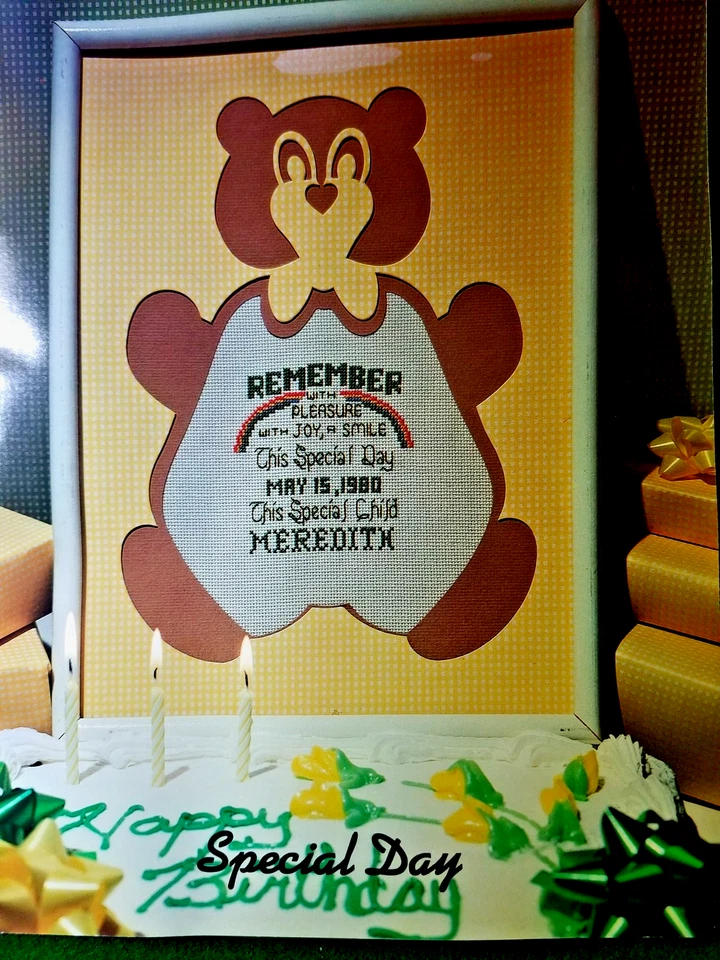 REMEMBER
WITH
PLEASURE
WITH JOY, A SMILE
This Special Day
MAY 15, 1980
This Special Child
MEREDITH
Happy
Special Day
Birthday